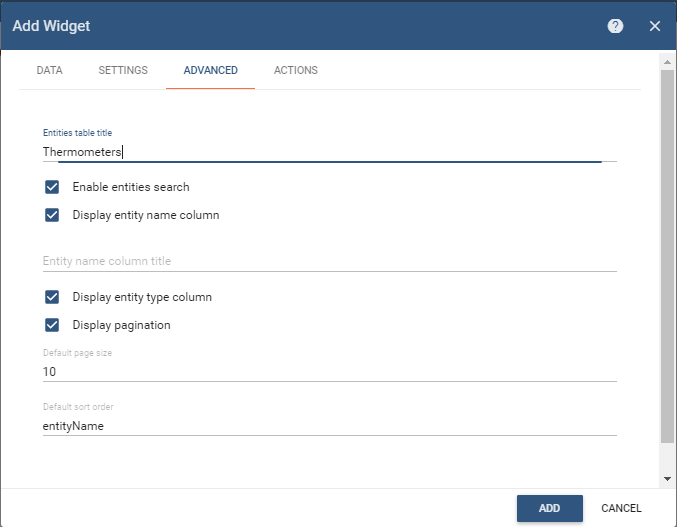 Add Widget
?
DATA SETTINGS ADVANCED ACTIONS
Entities table title
Thermometers
Enable entities search
Display entity name column
Entity name column title
Display entity type column
Display pagination
Default page size
10
Default sort order
entityName
ADD CANCEL